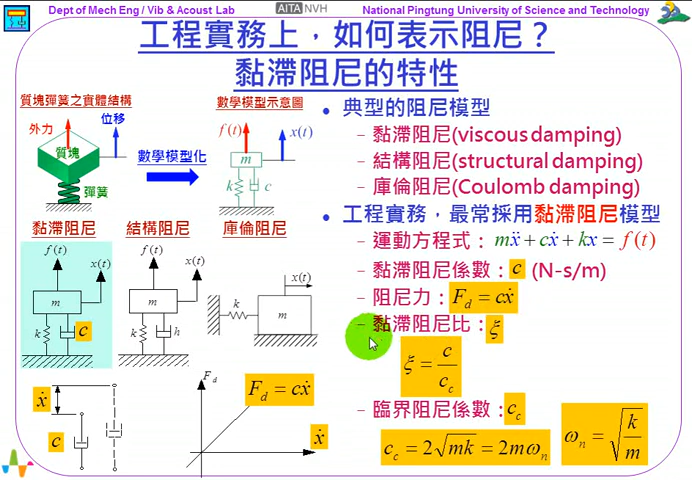 Dept of Mech Eng / Vib & Acoust Lab
AITA NVH
National Pingtung University of Science and Technology
工程實務上，如何表示阻尼？
黏滯阻尼的特性
質塊彈簧之實體結構
外力
位移
質塊
彈簧
數學模型化
數學模型示意圖
f(t)
x(t)
m
k
c
黏滯阻尼
f(t)
x(t)
m
k
c
結構阻尼
f(t)
x(t)
m
k
h
庫倫阻尼
x(t)
k
m
ẋ
c
F_d
F_d = cẋ
ẋ
• 典型的阻尼模型
– 黏滯阻尼(viscous damping)
– 結構阻尼(structural damping)
– 庫倫阻尼(Coulomb damping)
• 工程實務，最常採用黏滯阻尼模型
– 運動方程式：mẍ + cẋ + kx = f(t)
– 黏滯阻尼係數：c (N-s/m)
– 阻尼力：F_d = cẋ
– 黏滯阻尼比：ξ
ξ = c / c_c
– 臨界阻尼係數：c_c
c_c = 2√mk = 2mω_n
ω_n = √(k/m)